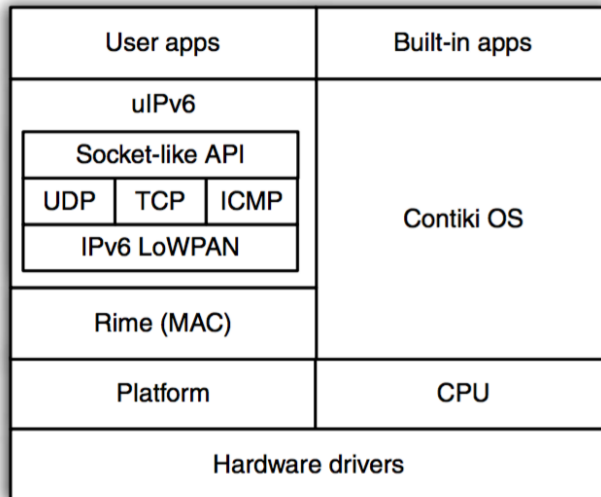 User apps
Built-in apps
uIPv6
Socket-like API
UDP
TCP
ICMP
IPv6 LoWPAN
Contiki OS
Rime (MAC)
Platform
CPU
Hardware drivers